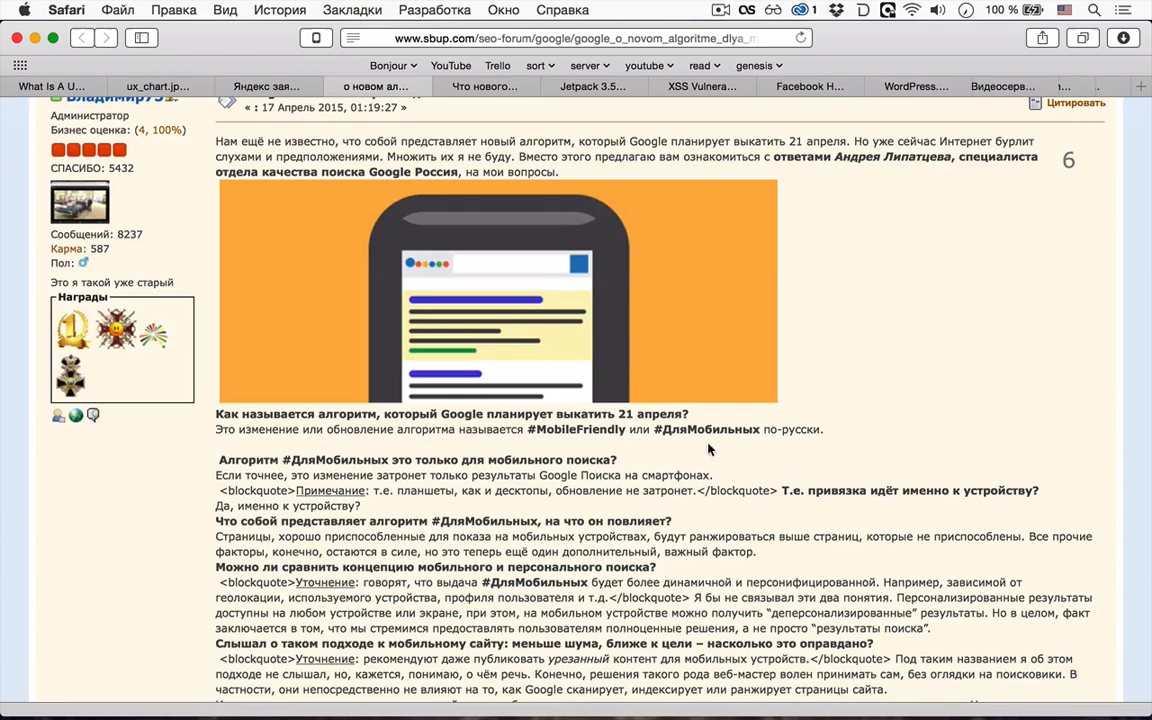 Safari Файл Правка Вид История Закладки Разработка Окно Справка 1 100 %
www.sbup.com/seo-forum/google/google_o_novom_algoritme_dlya_m
Bonjour YouTube Trello sort server youtube read genesis
What Is A U... ux_chart.jp... Яндекс зая... о новом ал... Что нового... Jetpack 3.5... XSS Vulnera... Facebook H... WordPress.... Видеосерв...
« : 17 Апрель 2015, 01:19:27 » Цитировать
Администратор
Бизнес оценка: (4, 100%)
СПАСИБО: 5432
Сообщений: 8237
Карма: 587
Пол:
Это я такой уже старый
Награды
Нам ещё не известно, что собой представляет новый алгоритм, который Google планирует выкатить 21 апреля. Но уже сейчас Интернет бурлит
слухами и предположениями. Множить их я не буду. Вместо этого предлагаю вам ознакомиться с ответами Андрея Липатцева, специалиста
отдела качества поиска Google Россия, на мои вопросы.
6
Как называется алгоритм, который Google планирует выкатить 21 апреля?
Это изменение или обновление алгоритма называется #MobileFriendly или #ДляМобильных по-русски.
Алгоритм #ДляМобильных это только для мобильного поиска?
Если точнее, это изменение затронет только результаты Google Поиска на смартфонах.
<blockquote>Примечание: т.е. планшеты, как и десктопы, обновление не затронет.</blockquote> Т.е. привязка идёт именно к устройству?
Да, именно к устройству?
Что собой представляет алгоритм #ДляМобильных, на что он повлияет?
Страницы, хорошо приспособленные для показа на мобильных устройствах, будут ранжироваться выше страниц, которые не приспособлены. Все прочие
факторы, конечно, остаются в силе, но это теперь ещё один дополнительный, важный фактор.
Можно ли сравнить концепцию мобильного и персонального поиска?
<blockquote>Уточнение: говорят, что выдача #ДляМобильных будет более динамичной и персонифицированной. Например, зависимой от
геолокации, используемого устройства, профиля пользователя и т.д.</blockquote> Я бы не связывал эти два понятия. Персонализированные результаты
доступны на любом устройстве или экране, при этом, на мобильном устройстве можно получить “деперсонализированные” результаты. Но в целом, факт
заключается в том, что мы стремимся предоставлять пользователям полноценные решения, а не просто “результаты поиска”.
Слышал о таком подходе к мобильному сайту: меньше шума, ближе к цели – насколько это оправдано?
<blockquote>Уточнение: рекомендуют даже публиковать урезанный контент для мобильных устройств.</blockquote> Под таким названием я об этом
подходе не слышал, но, кажется, понимаю, о чём речь. Конечно, решения такого рода веб-мастер волен принимать сам, без оглядки на поисковики. В
частности, они непосредственно не влияют на то, как Google сканирует, индексирует или ранжирует страницы сайта.